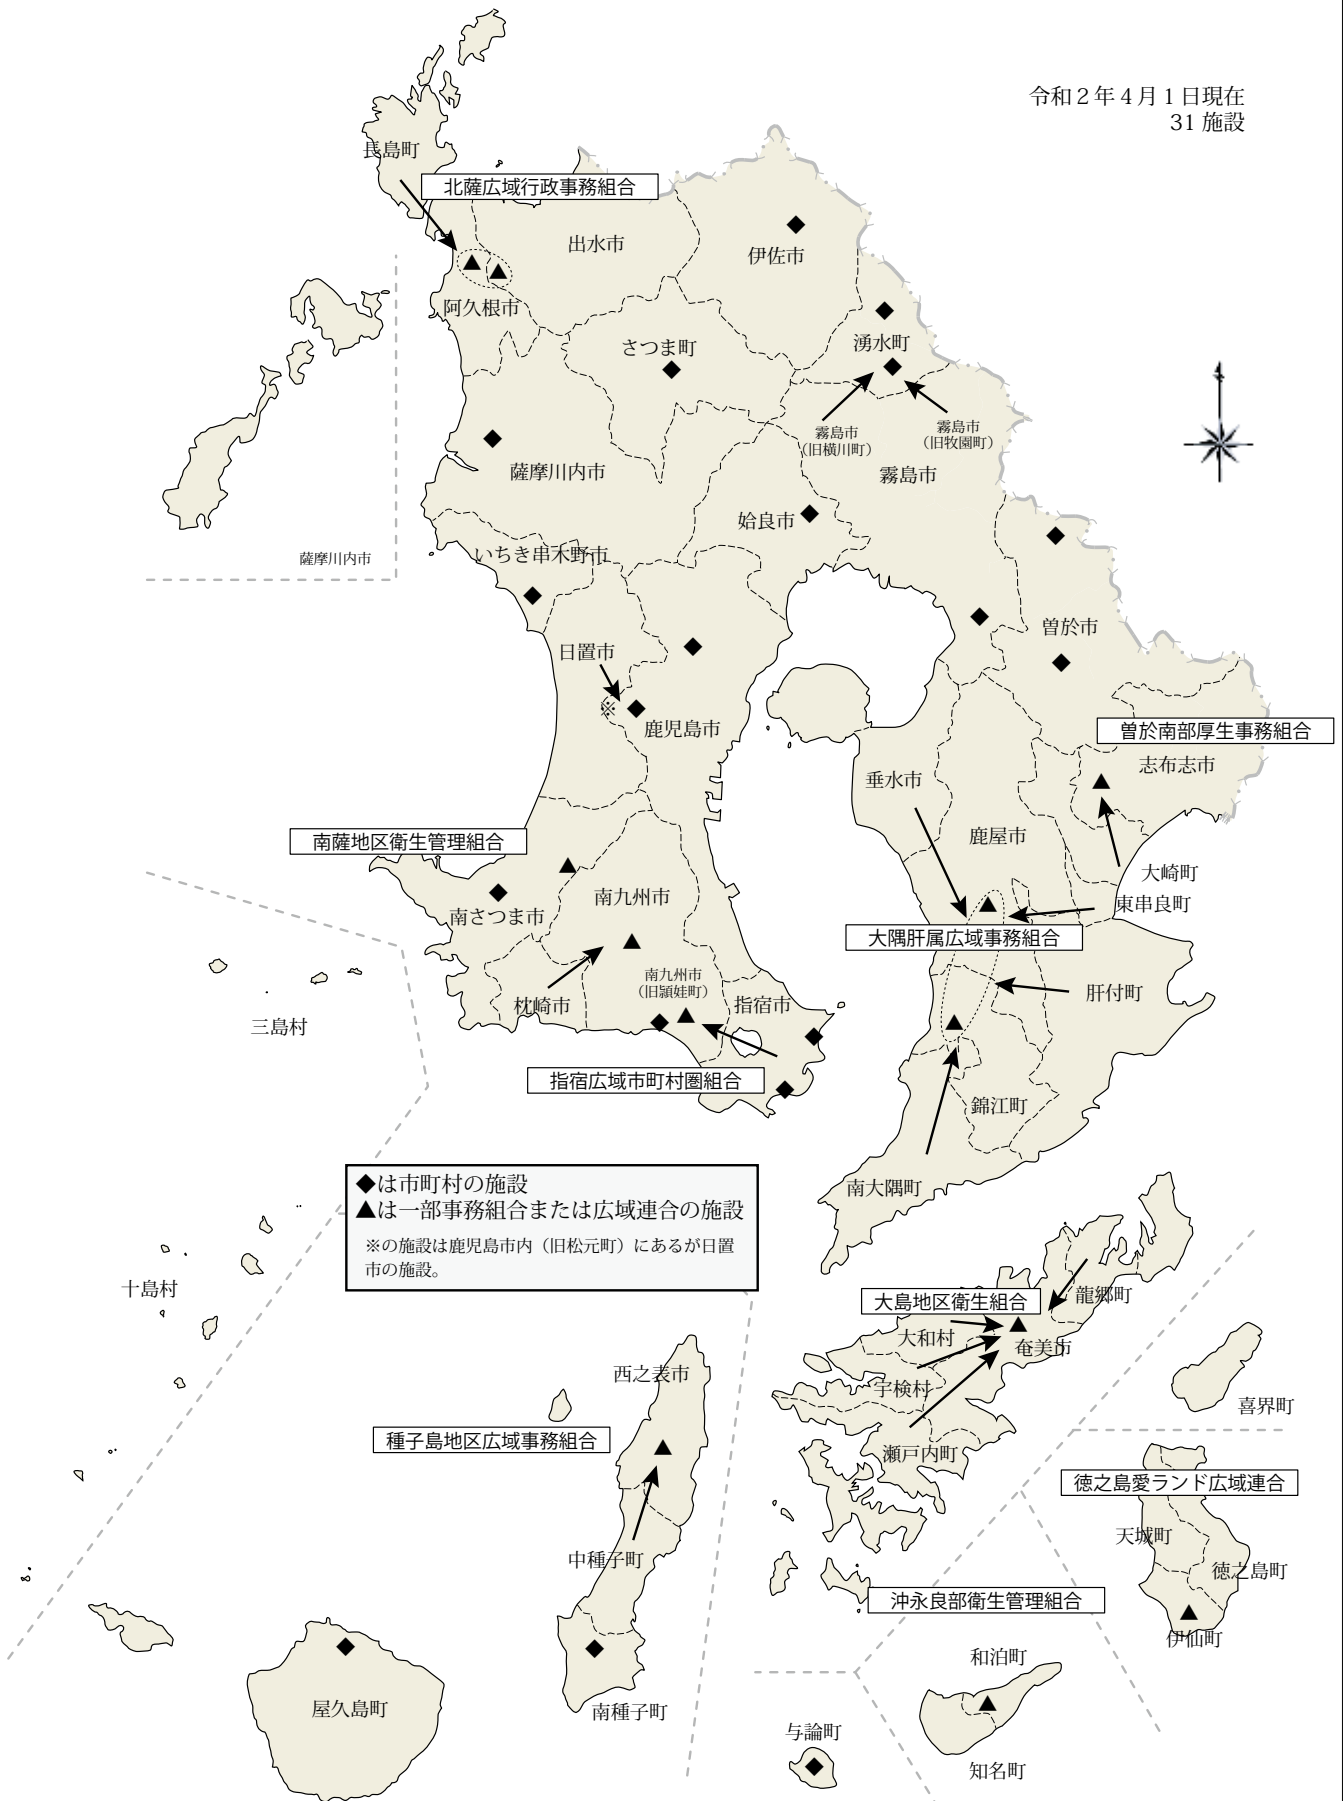 令和２年４月１日現在
31 施設
長島町
北薩広域行政事務組合
出水市
伊佐市
阿久根市
さつま町
湧水町
霧島市
（旧横川町）
霧島市
（旧牧園町）
霧島市
薩摩川内市
姶良市
薩摩川内市
いちき串木野市
日置市
※
鹿児島市
曽於市
曽於南部厚生事務組合
志布志市
垂水市
鹿屋市
大崎町
東串良町
南薩地区衛生管理組合
南九州市
南さつま市
大隅肝属広域事務組合
枕崎市
南九州市
（旧頴娃町）
指宿市
肝付町
三島村
指宿広域市町村圏組合
錦江町
南大隅町
◆は市町村の施設
▲は一部事務組合または広域連合の施設
※の施設は鹿児島市内（旧松元町）にあるが日置
市の施設。
十島村
大島地区衛生組合
龍郷町
大和村
奄美市
宇検村
瀬戸内町
喜界町
西之表市
種子島地区広域事務組合
中種子町
南種子町
屋久島町
徳之島愛ランド広域連合
天城町
徳之島町
伊仙町
沖永良部衛生管理組合
和泊町
知名町
与論町